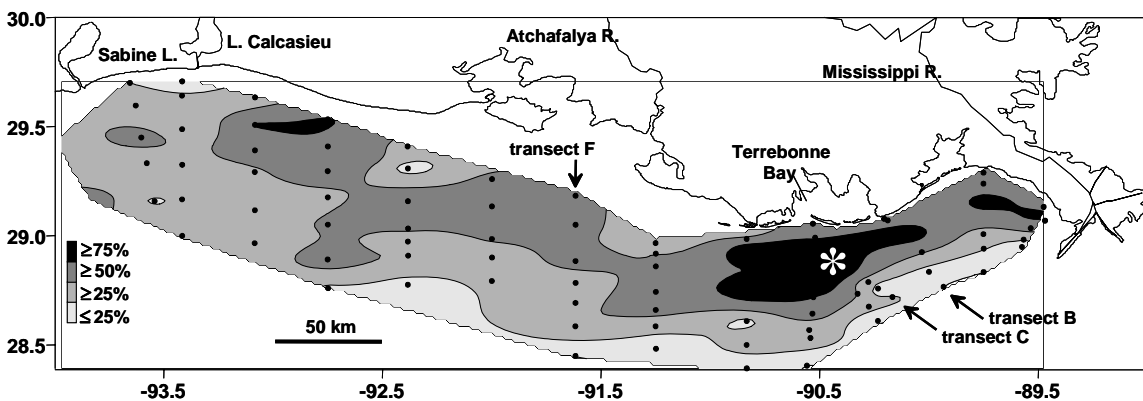 30.0
29.5
29.0
28.5
-93.5
-92.5
-91.5
-90.5
-89.5
Sabine L.
L. Calcasieu
Atchafalya R.
Mississippi R.
transect F
Terrebonne
Bay
≥75%
≥50%
≥25%
≤25%
50 km
*
transect B
transect C